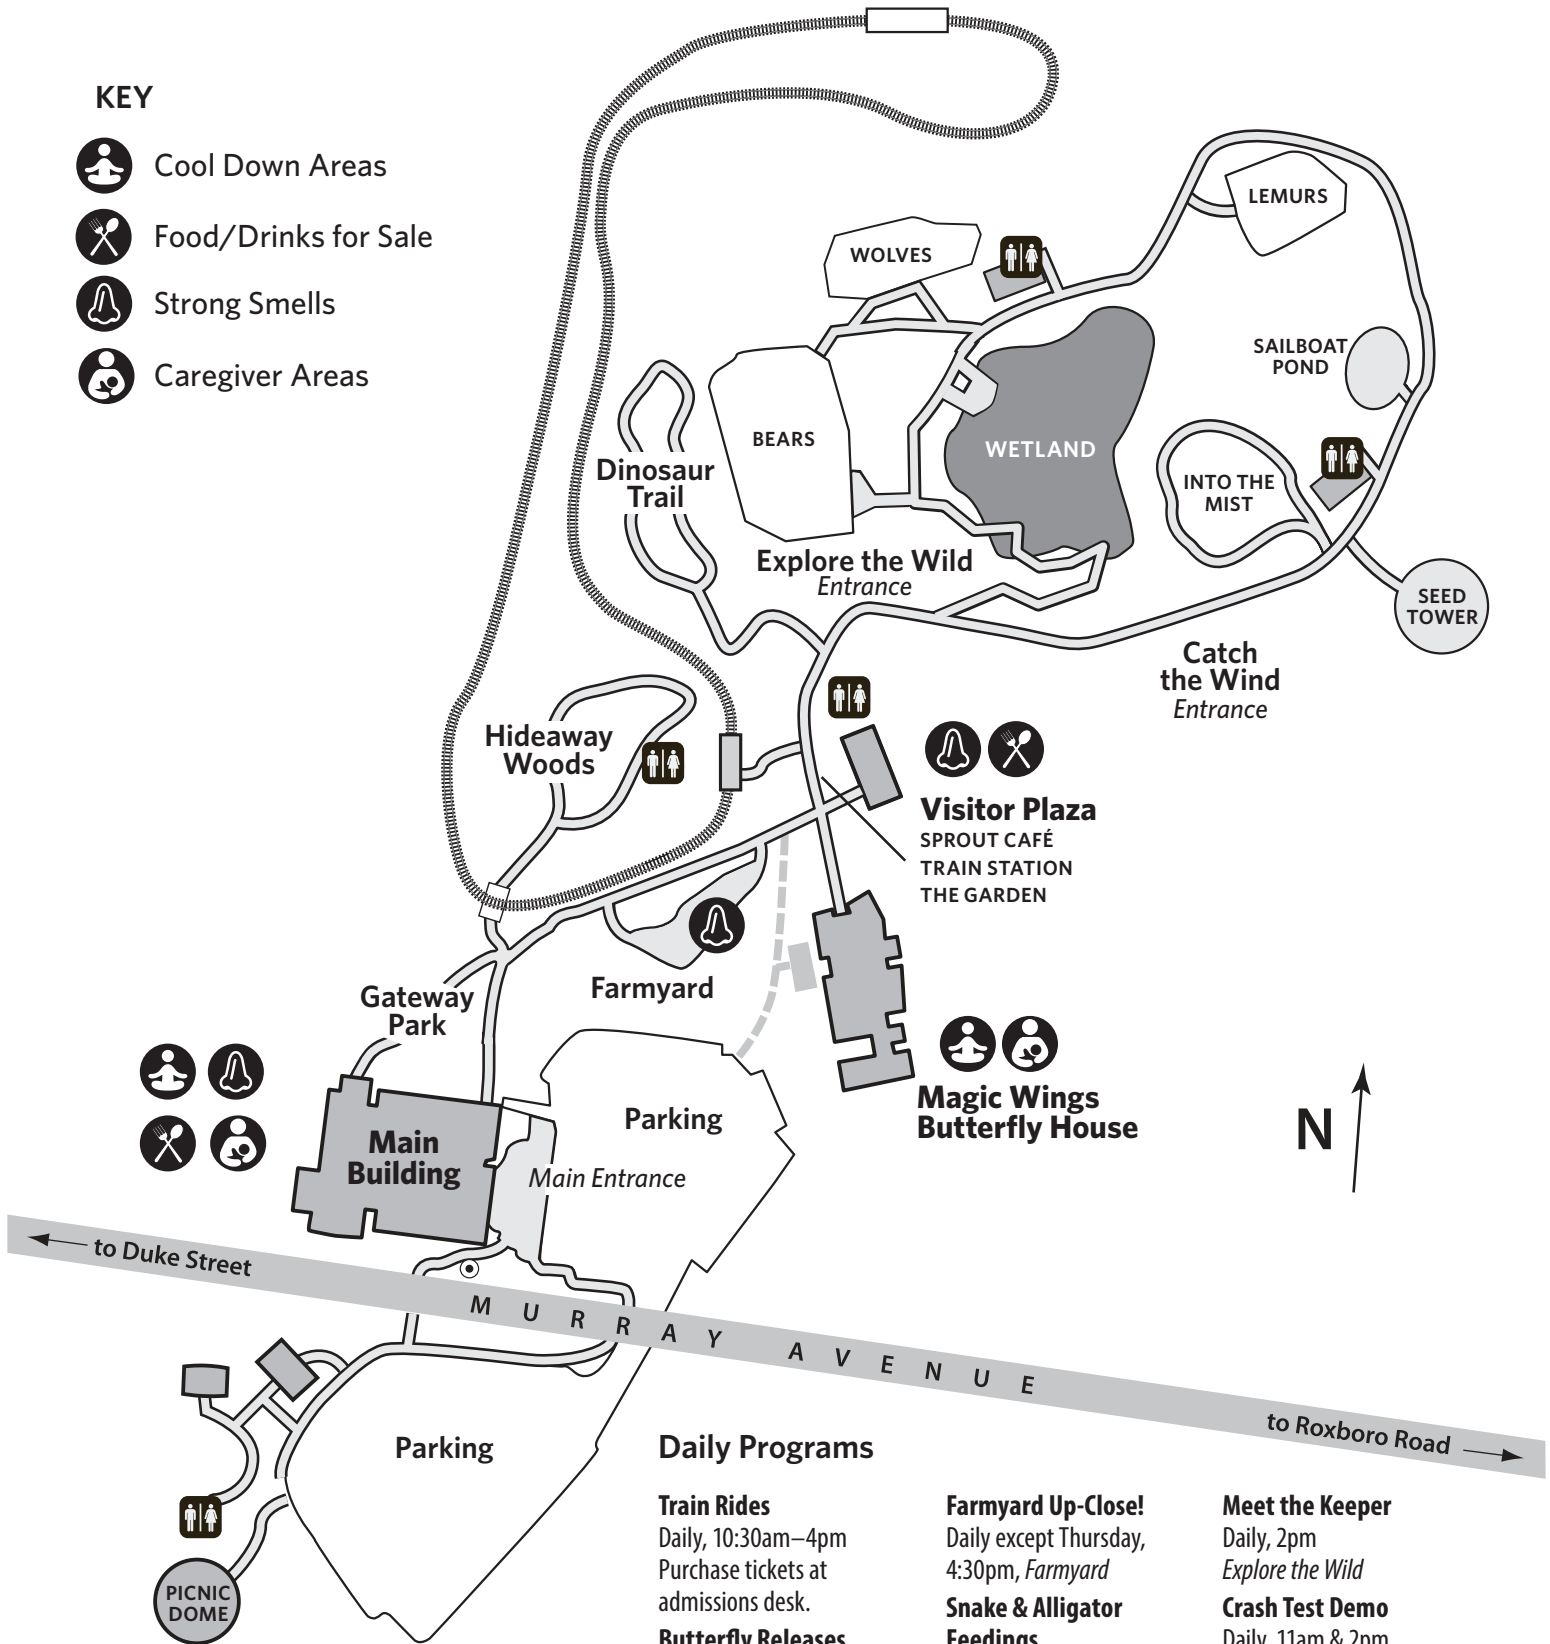 KEY
Cool Down Areas
Food/Drinks for Sale
Strong Smells
Caregiver Areas
LEMURS
WOLVES
SAILBOAT
POND
BEARS
WETLAND
Dinosaur
Trail
INTO THE
MIST
Explore the Wild
Entrance
SEED
TOWER
Catch
the Wind
Entrance
Hideaway
Woods
Visitor Plaza
SPROUT CAFÉ
TRAIN STATION
THE GARDEN
Farmyard
Gateway
Park
Magic Wings
Butterfly House
N
Parking
Main
Building
Main Entrance
to Duke Street
MURRAY AVENUE
to Roxboro Road
Parking
PICNIC
DOME
Daily Programs
Train Rides
Daily, 10:30am–4pm
Purchase tickets at
admissions desk.
Butterfly Releases
Farmyard Up-Close!
Daily except Thursday,
4:30pm, Farmyard
Snake & Alligator
Feedings
Meet the Keeper
Daily, 2pm
Explore the Wild
Crash Test Demo
Daily, 11am & 2pm